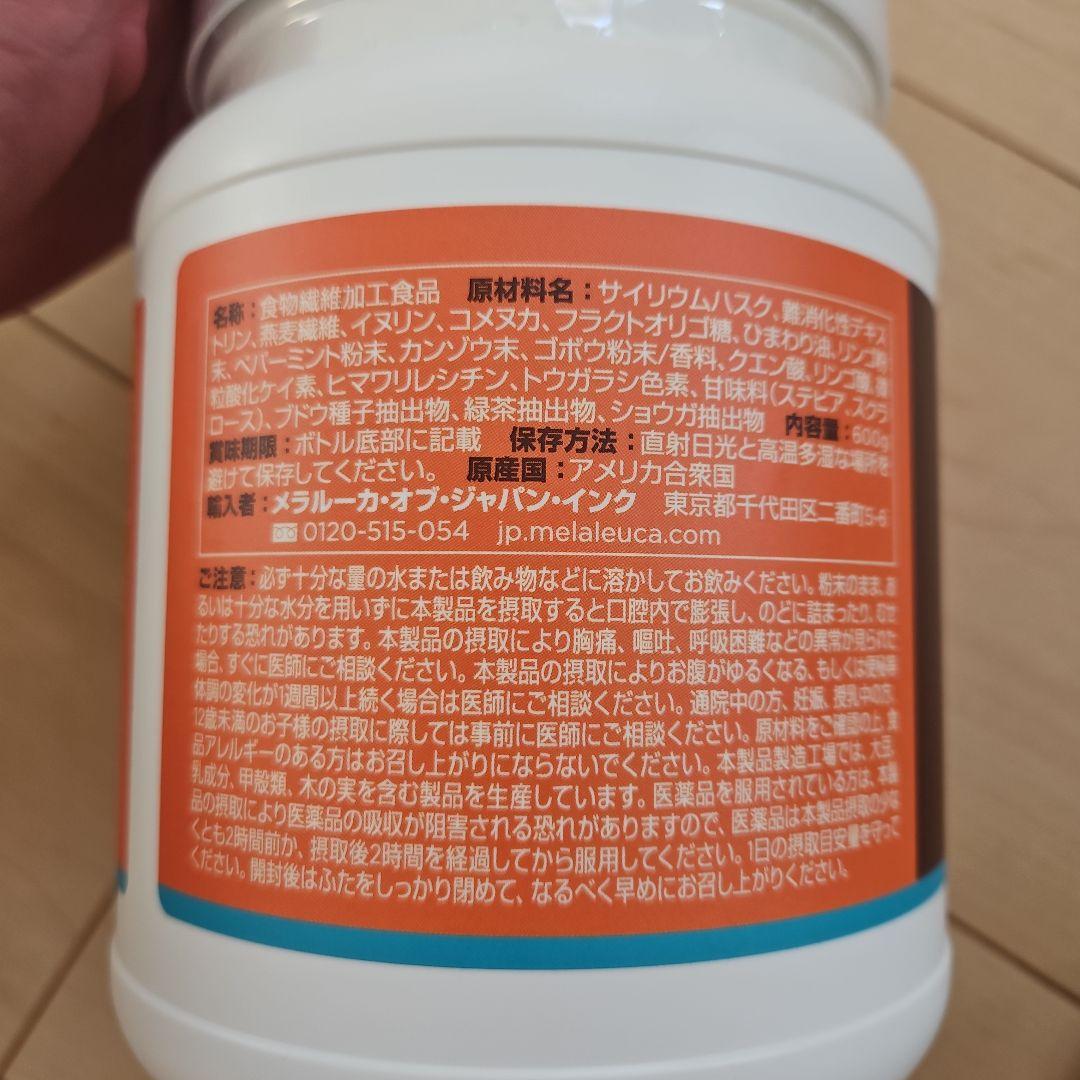 名称：食物繊維加工食品 原材料名：サイリウムハスク、難消化性デキス
トリン、燕麦繊維、イヌリン、コメヌカ、フラクトオリゴ糖、ひまわり油、リンゴ粉
末、ペパーミント粉末、カンゾウ末、ゴボウ粉末/香料、クエン酸、リンゴ酸、微
粒酸化ケイ素、ヒマワリレシチン、トウガラシ色素、甘味料(ステビア、スクラ
ロース)、ブドウ種子抽出物、緑茶抽出物、ショウガ抽出物 内容量：600g
賞味期限：ボトル底部に記載 保存方法：直射日光と高温多湿な場所を
避けて保存してください。 原産国：アメリカ合衆国
輸入者：メラルーカ・オブ・ジャパン・インク 東京都千代田区二番町5-6
0120-515-054 jp.melaleuca.com
ご注意：必ず十分な量の水または飲み物などに溶かしてお飲みください。粉末のまま、あ
るいは十分な水分を用いずに本製品を摂取すると口腔内で膨張し、のどに詰まったり、むせ
たりする恐れがあります。本製品の摂取により胸痛、嘔吐、呼吸困難などの異常が見られた
場合、すぐに医師にご相談ください。本製品の摂取によりお腹がゆるくなる、もしくは便秘等
体調の変化が1週間以上続く場合は医師にご相談ください。通院中の方、妊娠、授乳中の方、
12歳未満のお子様の摂取に際しては事前に医師にご相談ください。原材料をご確認の上、食
品アレルギーのある方はお召し上がりにならないでください。本製品製造工場では、大豆、
乳成分、甲殻類、木の実を含む製品を生産しています。医薬品を服用されている方は、本製
品の摂取により医薬品の吸収が阻害される恐れがありますので、医薬品は本製品摂取の少な
くとも2時間前か、摂取後2時間を経過してから服用してください。1日の摂取目安量を守って
ください。開封後はふたをしっかり閉めて、なるべく早めにお召し上がりください。